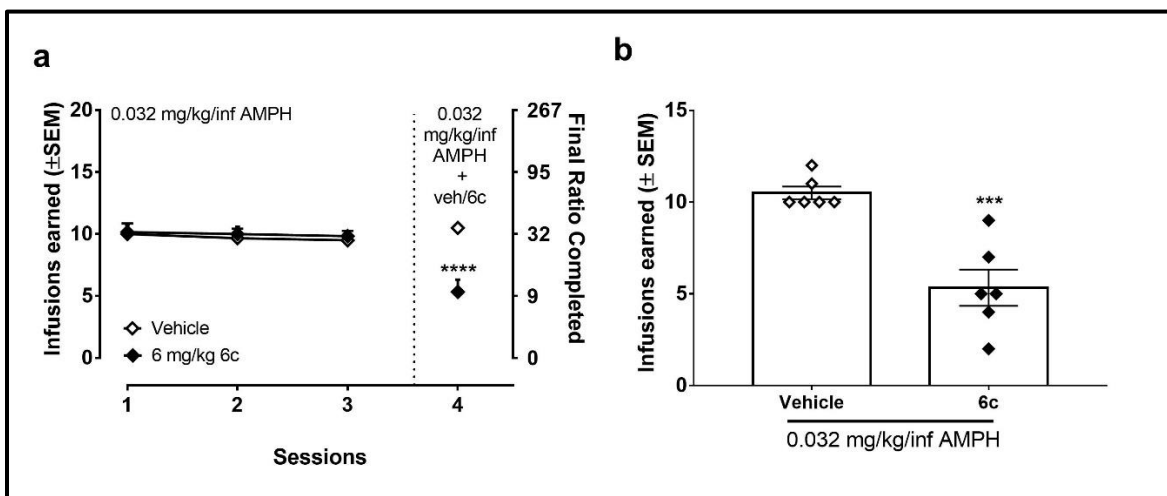 a
Infusions earned (±SEM)
20
15
10
5
0
0.032 mg/kg/inf AMPH
0.032
mg/kg/inf
AMPH
+
veh/6c
****
Vehicle
6 mg/kg 6c
267
95
32
9
0
Final Ratio Completed
1 2 3 4
Sessions
b
Infusions earned (± SEM)
15
10
5
0
***
Vehicle 6c
0.032 mg/kg/inf AMPH